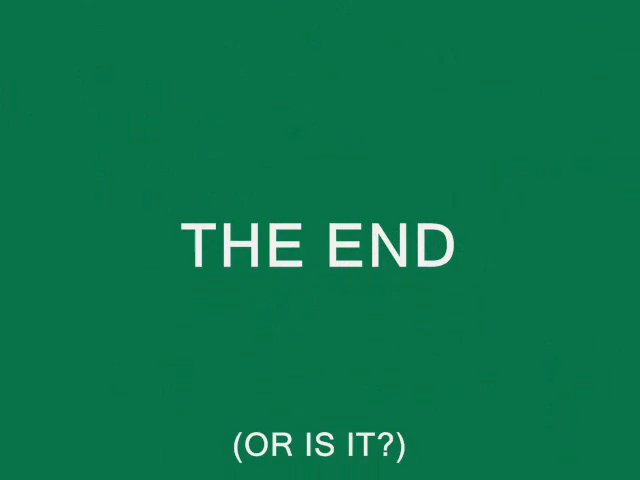 THE END
(OR IS IT?)